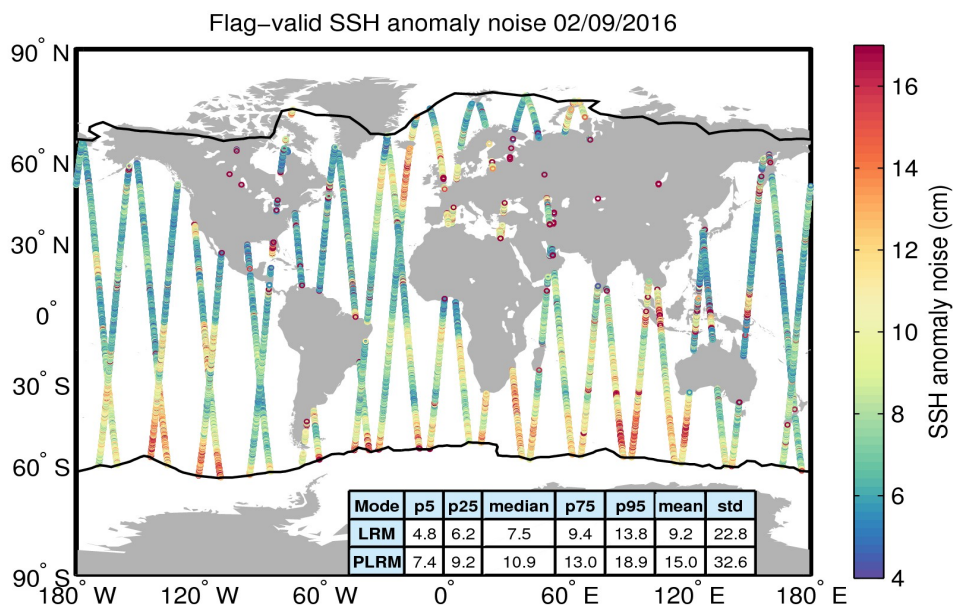 Flag−valid SSH anomaly noise 02/09/2016
90° N
60° N
30° N
0°
30° S
60° S
90° S
180° W 120° W 60° W 0° 60° E 120° E 180° E
Mode p5 p25 median p75 p95 mean std
LRM 4.8 6.2 7.5 9.4 13.8 9.2 22.8
PLRM 7.4 9.2 10.9 13.0 18.9 15.0 32.6
16
14
12
10
8
6
4
SSH anomaly noise (cm)